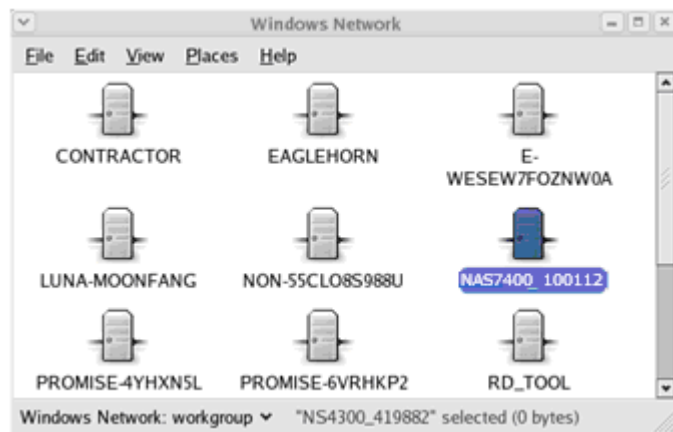 Windows Network
File Edit View Places Help
CONTRACTOR EAGLEHORN E-
WESEW7FOZNW0A
LUNA-MOONFANG NON-55CLO8S988U NAS7400_100112
PROMISE-4YHXN5L PROMISE-6VRHKP2 RD_TOOL
Windows Network: workgroup "NS4300_419882" selected (0 bytes)